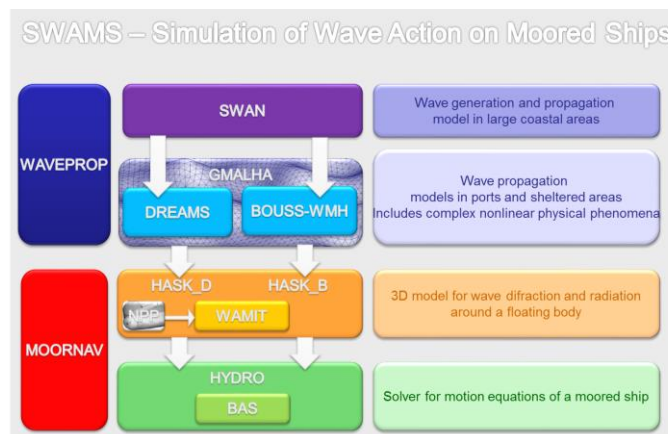 SWAMS – Simulation of Wave Action on Moored Ships
WAVEPROP
SWAN
Wave generation and propagation
model in large coastal areas
GMALHA
DREAMS
BOUSS-WMH
Wave propagation
models in ports and sheltered areas
Includes complex nonlinear physical phenomena
MOORNAV
HASK_D
HASK_B
NPP
WAMIT
3D model for wave difraction and radiation
around a floating body
HYDRO
BAS
Solver for motion equations of a moored ship